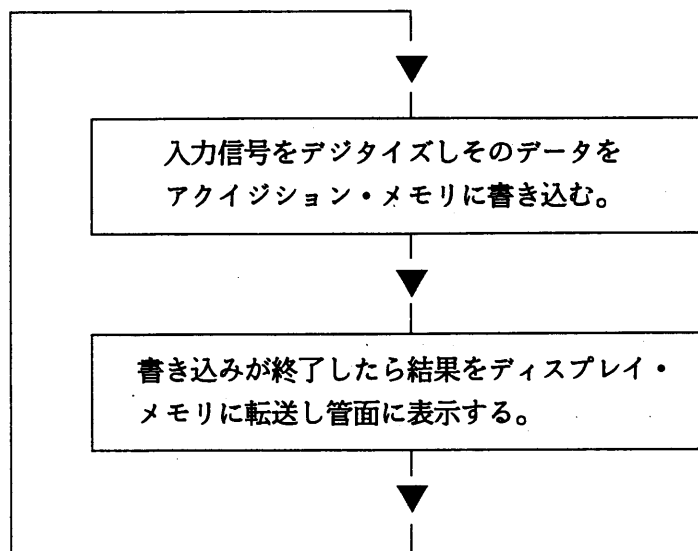 入力信号をデジタイズしそのデータを
アクイジション・メモリに書き込む。
書き込みが終了したら結果をディスプレイ・
メモリに転送し管面に表示する。